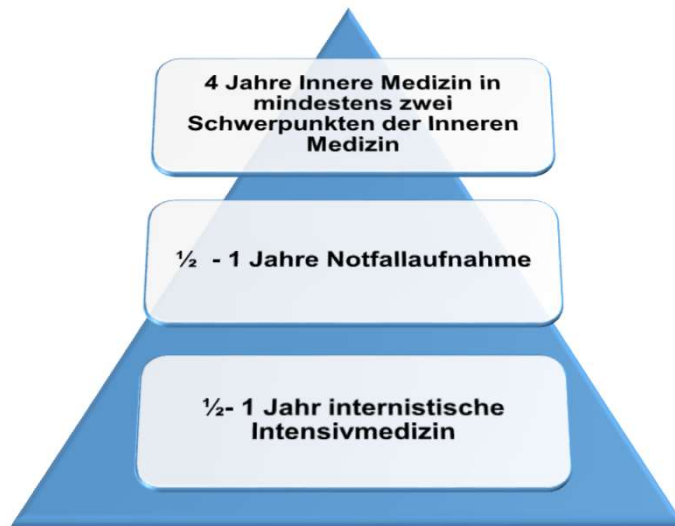 4 Jahre Innere Medizin in
mindestens zwei
Schwerpunkten der Inneren
Medizin
½ - 1 Jahre Notfallaufnahme
½- 1 Jahr internistische
Intensivmedizin